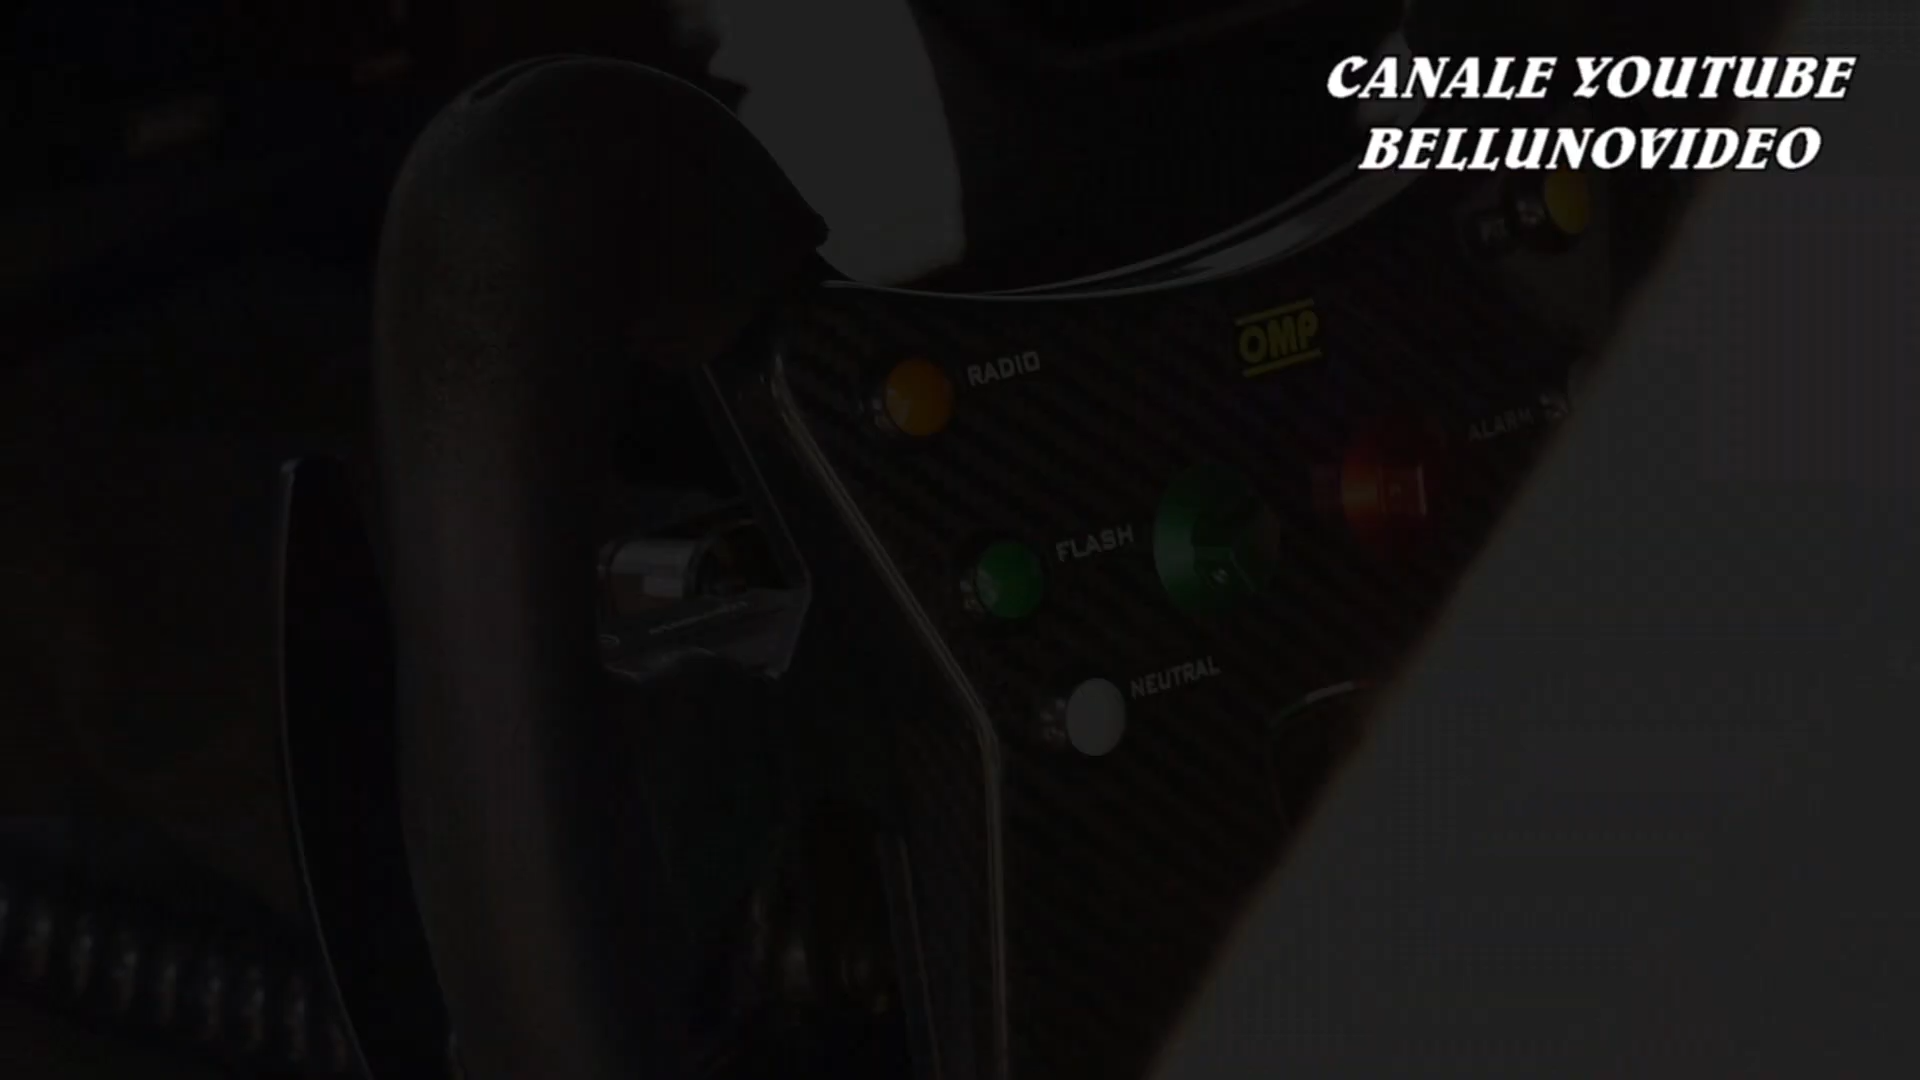 CANALE YOUTUBE
BELLUNOVIDEO
OMP
RADIO
ALARM
FLASH
NEUTRAL